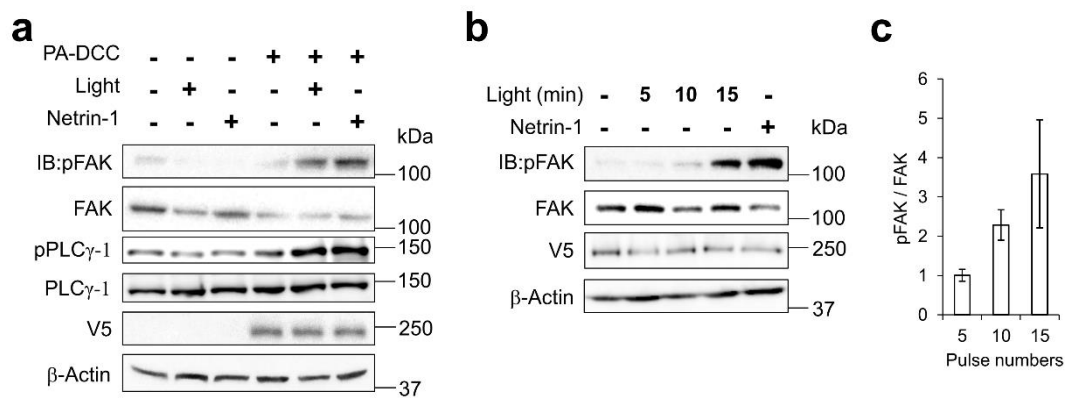 a
PA-DCC - - - + + +
Light - + - - + -
Netrin-1 - - + - - +
kDa
IB:pFAK 100
FAK 100
pPLCγ-1 150
PLCγ-1 150
V5 250
β-Actin 37
b
Light (min) - 5 10 15 -
Netrin-1 - - - - + kDa
IB:pFAK 100
FAK 100
V5 250
β-Actin 37
c
pFAK / FAK
6
5
4
3
2
1
0
5 10 15
Pulse numbers